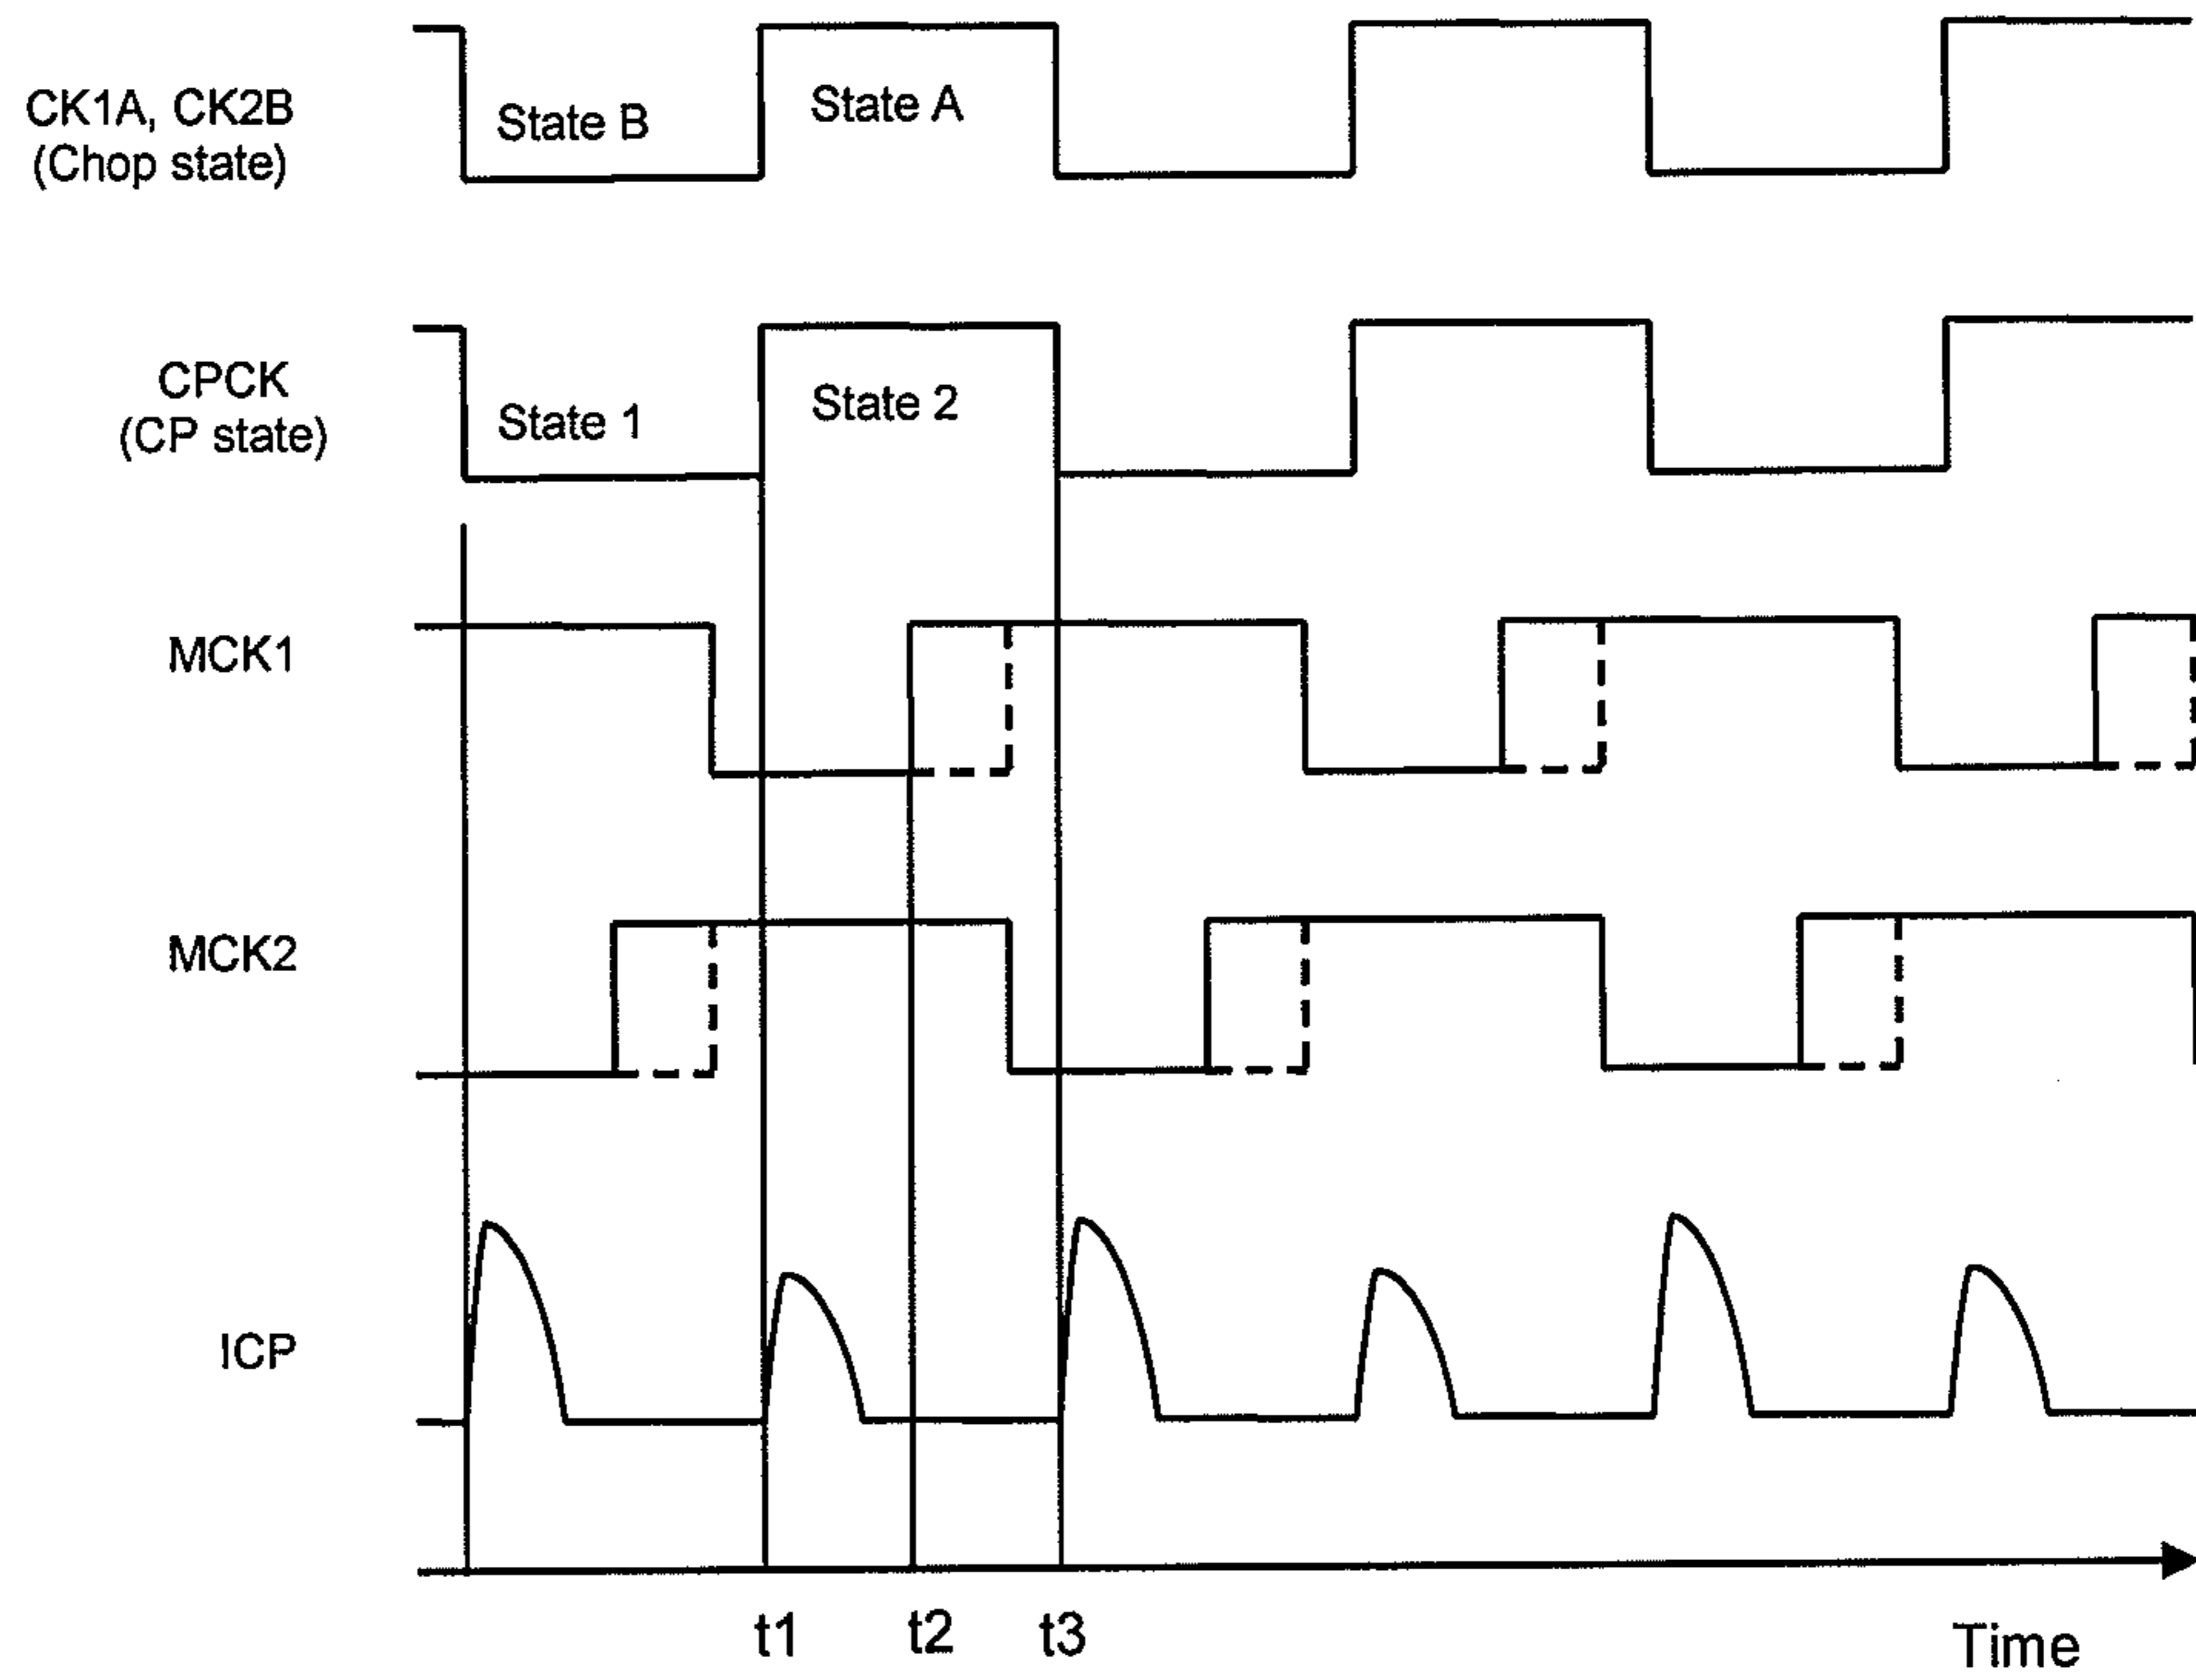 CK1A, CK2B
(Chop state)
State B
State A
CPCK
(CP state)
State 1
State 2
MCK1
MCK2
ICP
t1
t2
t3
Time